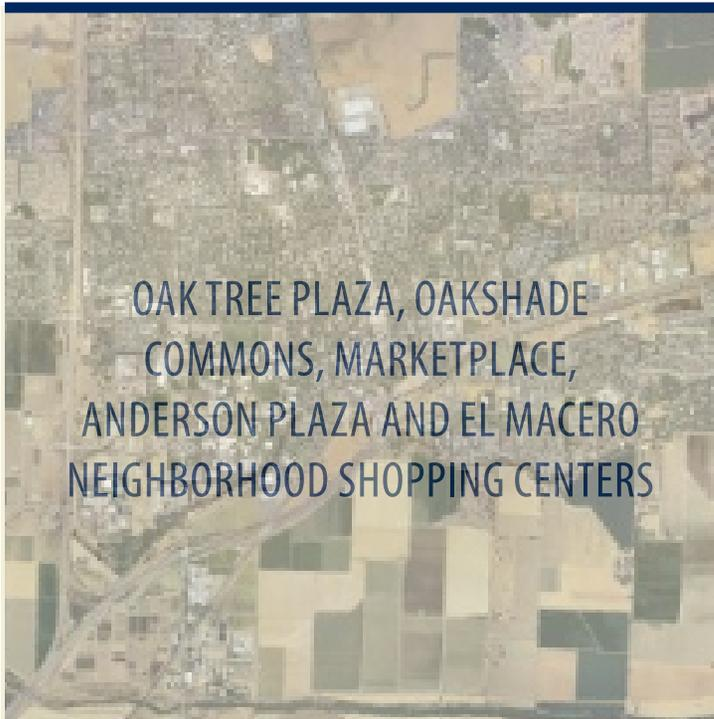 OAK TREE PLAZA, OAKSHADE
COMMONS, MARKETPLACE,
ANDERSON PLAZA AND EL MACERO
NEIGHBORHOOD SHOPPING CENTERS